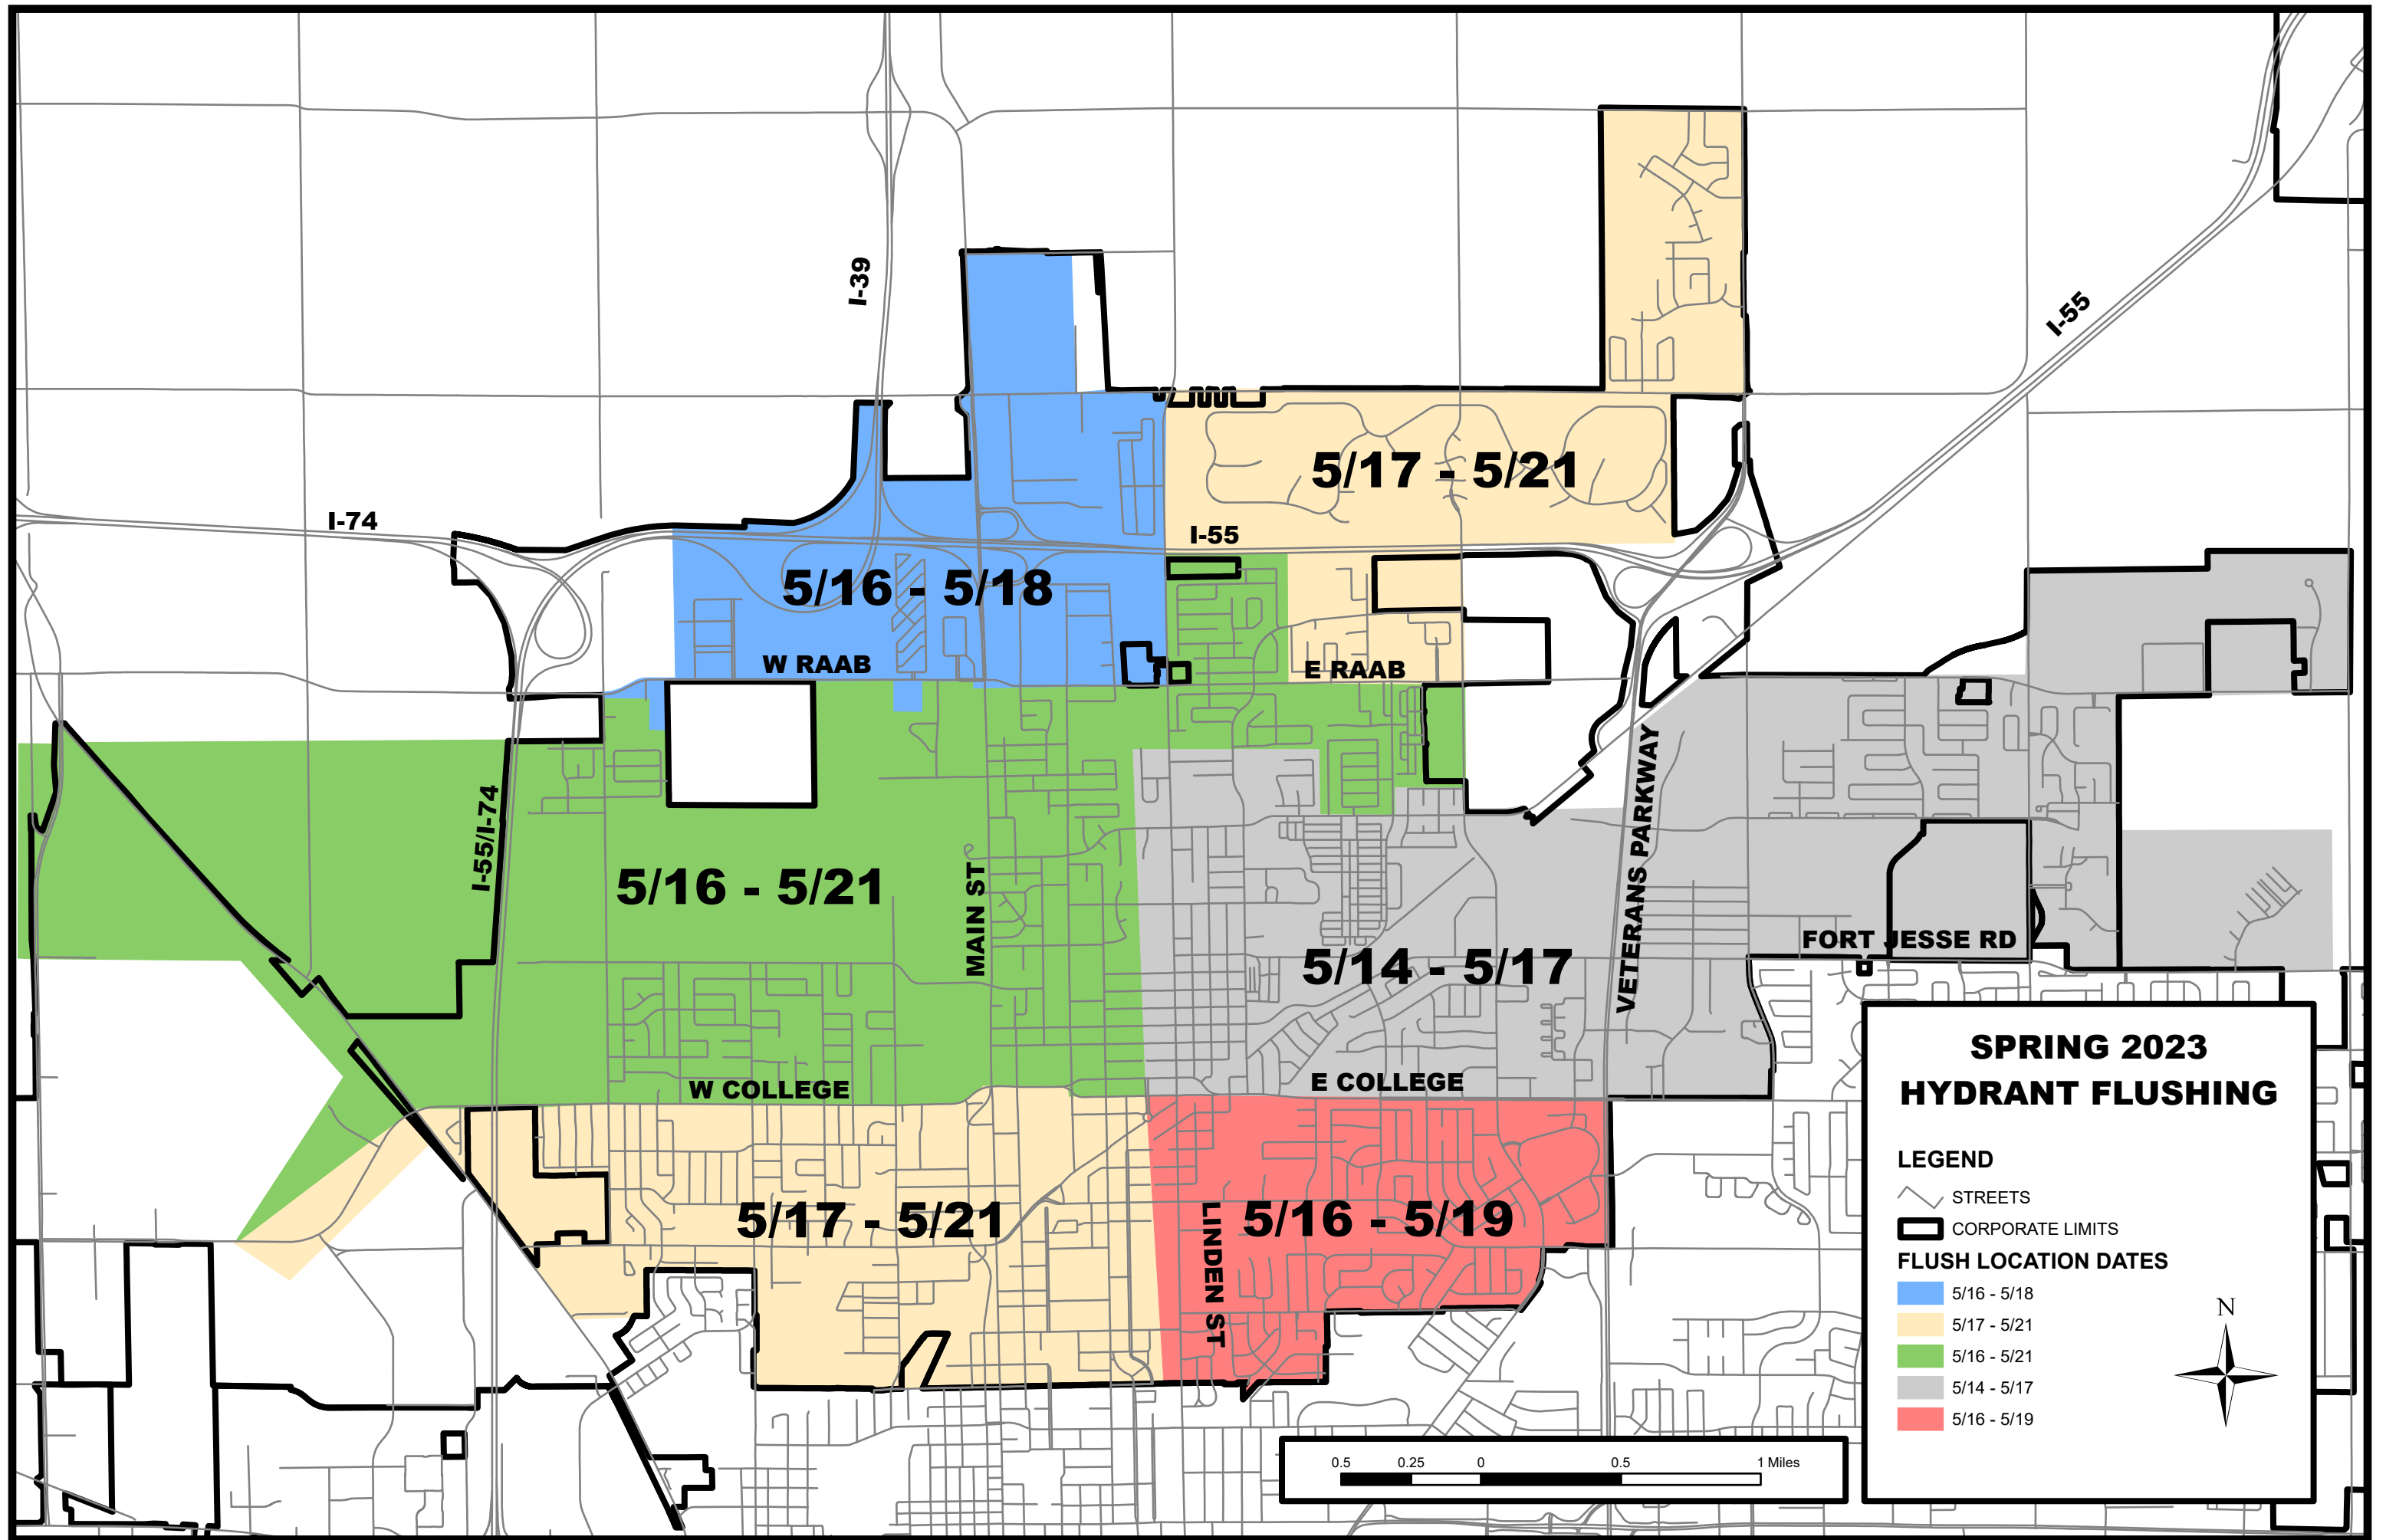 I-39
I-55
5/17 - 5/21
I-74
I-55
5/16 - 5/18
W RAAB
E RAAB
VETERANS PARKWAY
I-55/I-74
5/16 - 5/21
MAIN ST
FORT JESSE RD
5/14 - 5/17
W COLLEGE
E COLLEGE
5/17 - 5/21
LINDEN ST
5/16 - 5/19
SPRING 2023
HYDRANT FLUSHING
LEGEND
STREETS
CORPORATE LIMITS
FLUSH LOCATION DATES
5/16 - 5/18
5/17 - 5/21
5/16 - 5/21
5/14 - 5/17
5/16 - 5/19
N
0.5 0.25 0 0.5 1 Miles